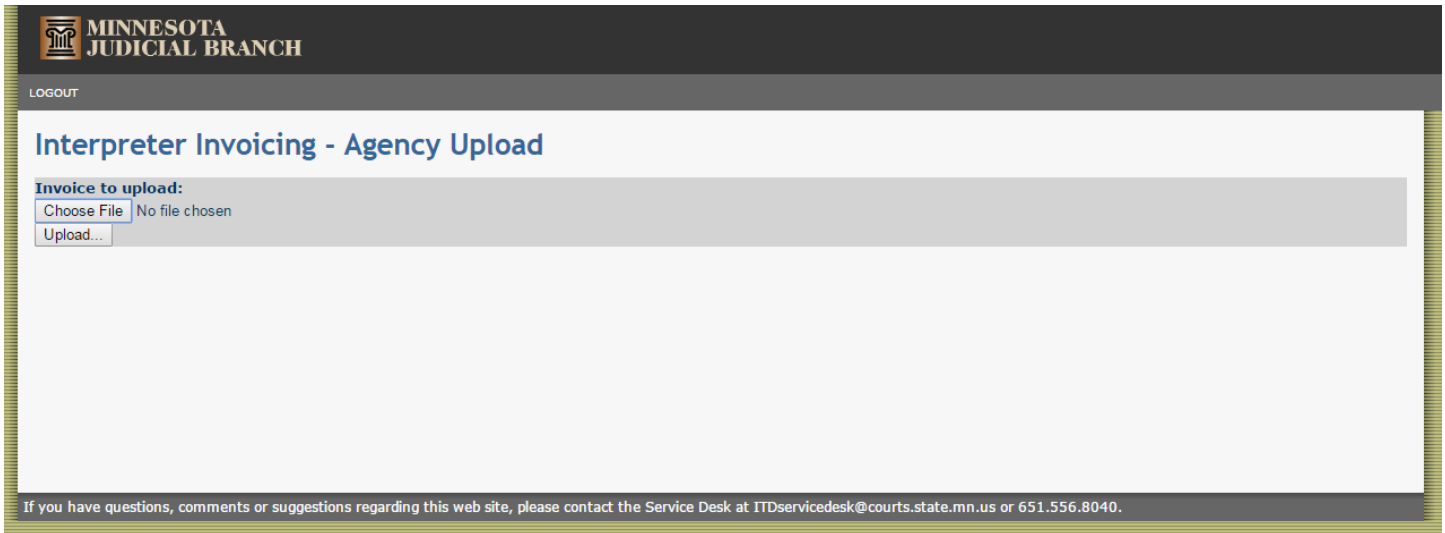 MINNESOTA
JUDICIAL BRANCH
LOGOUT
Interpreter Invoicing - Agency Upload
Invoice to upload:
Choose File No file chosen
Upload...
If you have questions, comments or suggestions regarding this web site, please contact the Service Desk at ITDservicedesk@courts.state.mn.us or 651.556.8040.